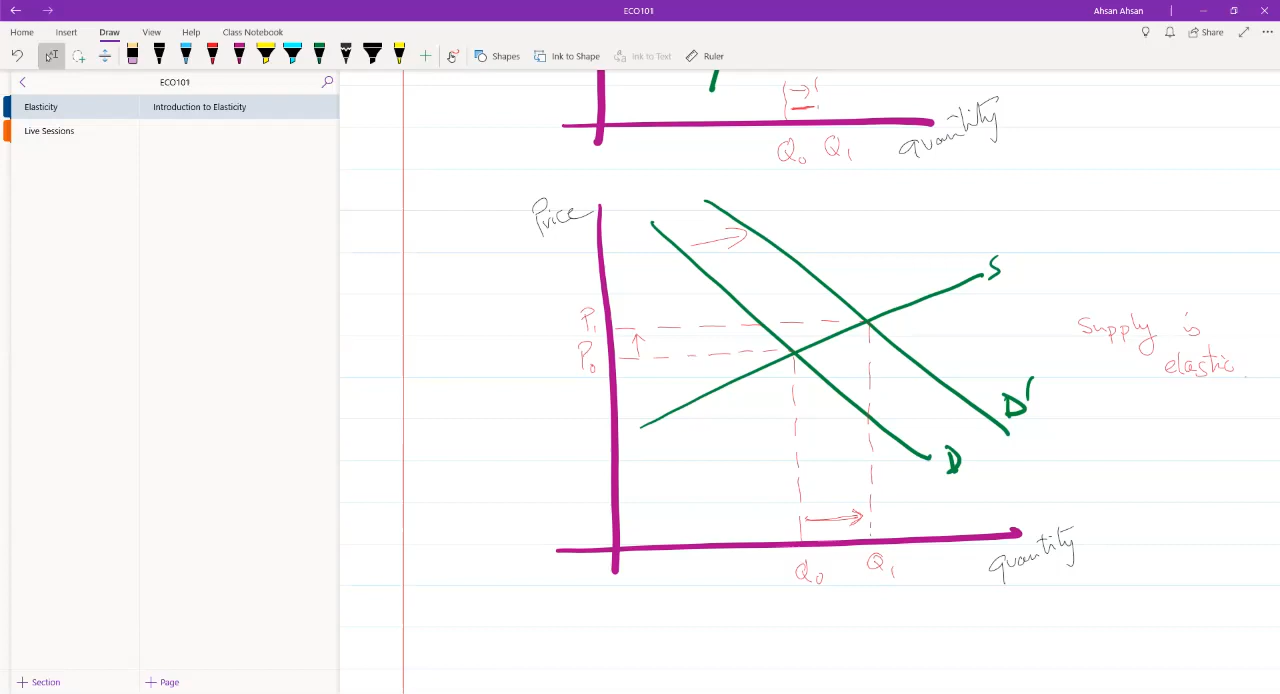 ECO101
Ahsan Ahsan
Home Insert Draw View Help Class Notebook
Share
Shapes Ink to Shape Ink to Text Ruler
ECO101
Elasticity
Introduction to Elasticity
Live Sessions
Q0 Q1 quantity
Price
S
P1
P0
Supply is
elastic.
D'
D
quantity
Q0 Q1
+ Section
+ Page